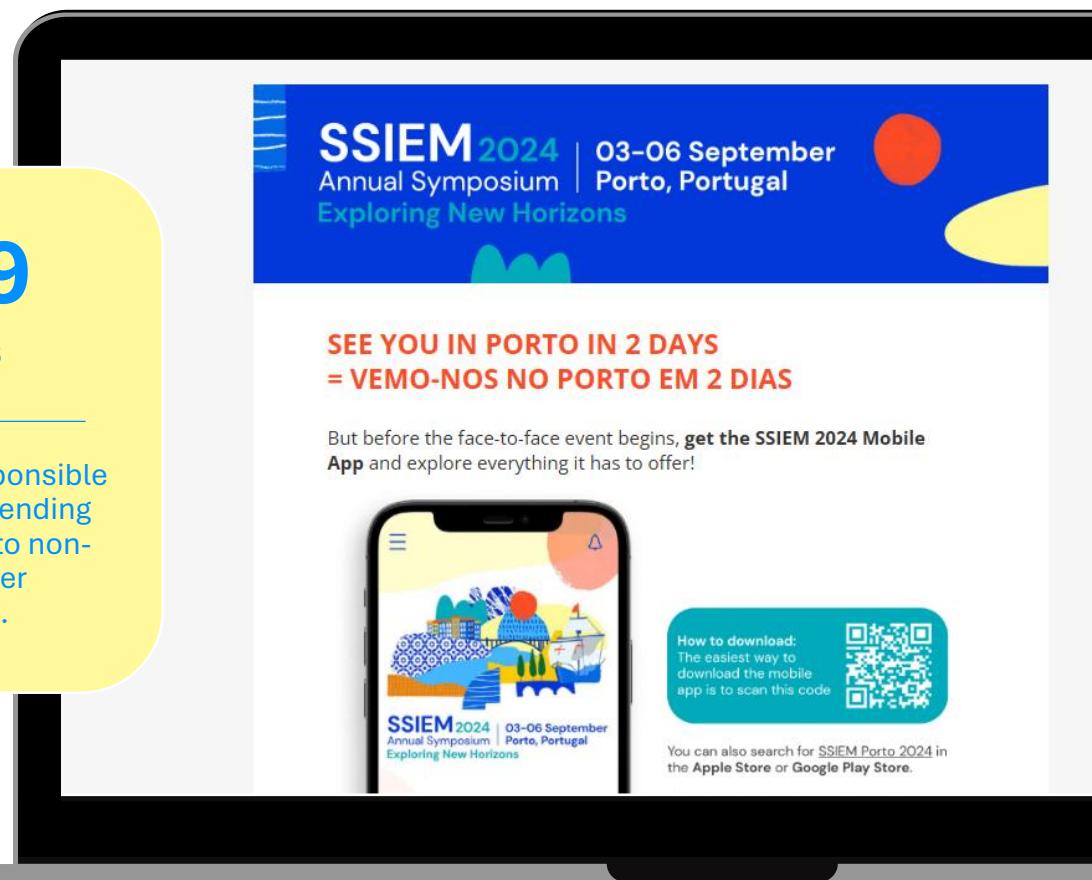 9
s
ponsible
ending
to non-
er
.
SSIEM 2024
Annual Symposium
Exploring New Horizons
03–06 September
Porto, Portugal
SEE YOU IN PORTO IN 2 DAYS
= VEMO-NOS NO PORTO EM 2 DIAS
But before the face-to-face event begins, get the SSIEM 2024 Mobile
App and explore everything it has to offer!
SSIEM 2024
Annual Symposium
Exploring New Horizons
03–06 September
Porto, Portugal
How to download:
The easiest way to
download the mobile
app is to scan this code
You can also search for SSIEM Porto 2024 in
the Apple Store or Google Play Store.